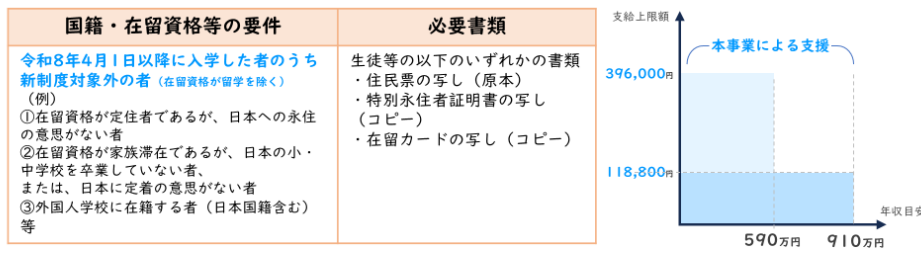 国籍・在留資格等の要件
必要書類
令和8年4月1日以降に入学した者のうち
新制度対象外の者（在留資格が留学を除く）
（例）
①在留資格が定住者であるが、日本への永住
の意思がない者
②在留資格が家族滞在であるが、日本の小・
中学校を卒業していない者、
または、日本に定着の意思がない者
③外国人学校に在籍する者（日本国籍含む）
等
生徒等の以下のいずれかの書類
・住民票の写し（原本）
・特別永住者証明書の写し
（コピー）
・在留カードの写し（コピー）
支給上限額
本事業による支援
396,000円
118,800円
年収目安
590万円
910万円